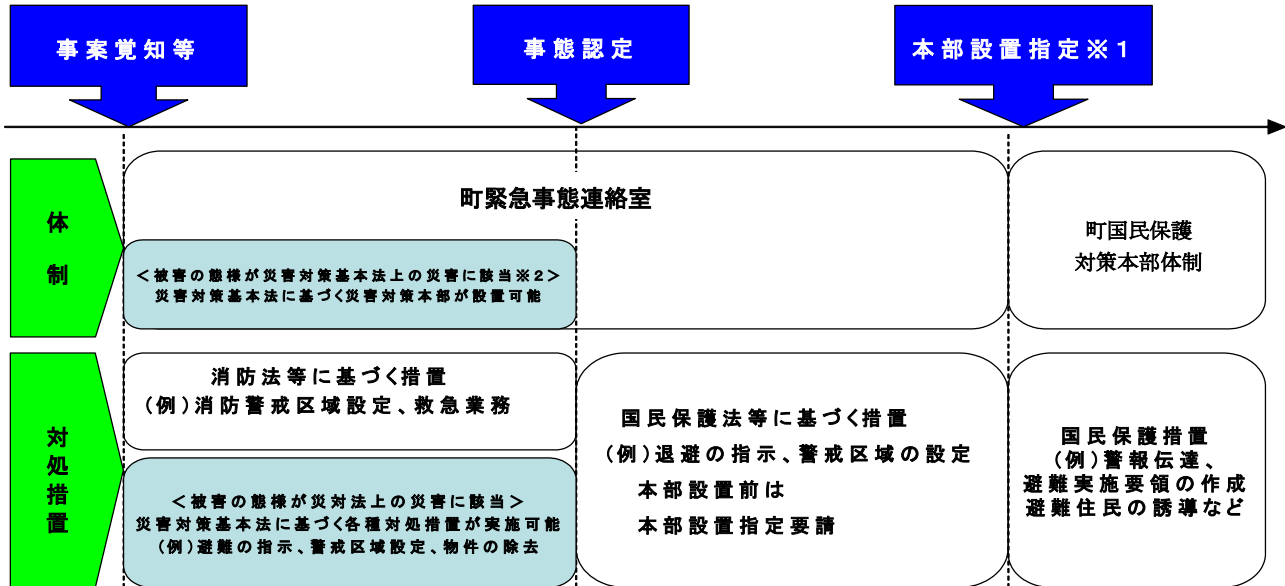 事案覚知等
事態認定
本部設置指定※1
体
制
町緊急事態連絡室
＜被害の態様が災害対策基本法上の災害に該当※2＞
災害対策基本法に基づく災害対策本部が設置可能
町国民保護
対策本部体制
対
処
措
置
消防法等に基づく措置
(例)消防警戒区域設定、救急業務
＜被害の態様が災対法上の災害に該当＞
災害対策基本法に基づく各種対処措置が実施可能
(例)避難の指示、警戒区域設定、物件の除去
国民保護法等に基づく措置
(例)退避の指示、警戒区域の設定
本部設置前は
本部設置指定要請
国民保護措置
(例)警報伝達、
避難実施要領の作成
避難住民の誘導など